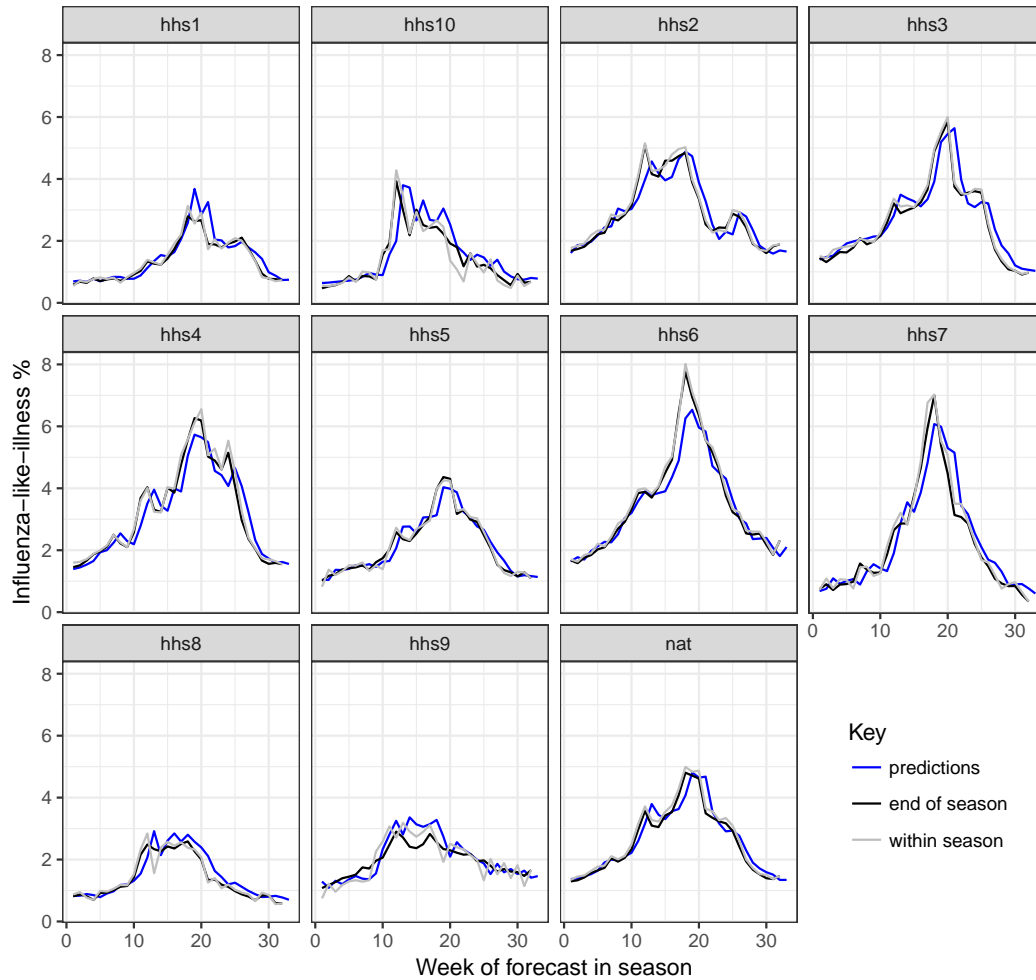 hhs1 hhs10 hhs2 hhs3
8
6
4
2
0
hhs4 hhs5 hhs6 hhs7
8
6
4
2
0
0 10 20 30
hhs8 hhs9 nat
8
6
4
2
0
0 10 20 30 0 10 20 30 0 10 20 30
Influenza−like−illness %
Week of forecast in season
Key
predictions
end of season
within season